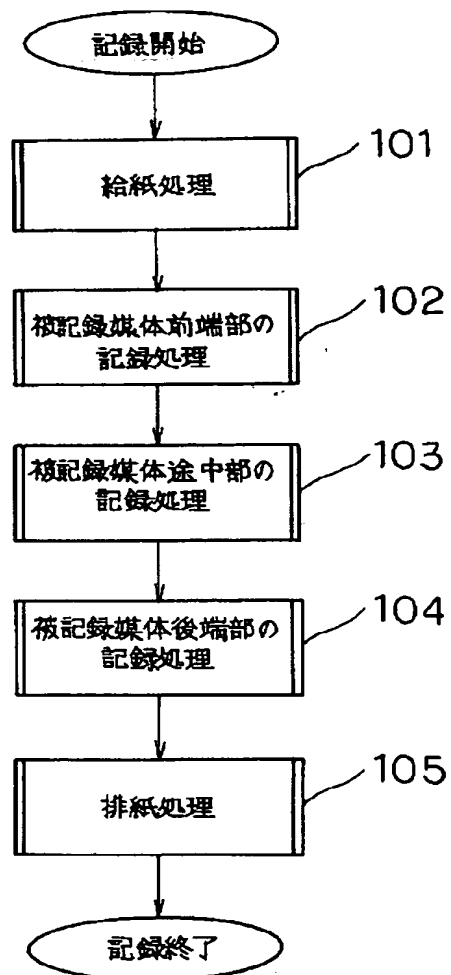 記録開始
101
給紙処理
102
被記録媒体前端部の
記録処理
103
被記録媒体途中部の
記録処理
104
被記録媒体後端部の
記録処理
105
排紙処理
記録終了